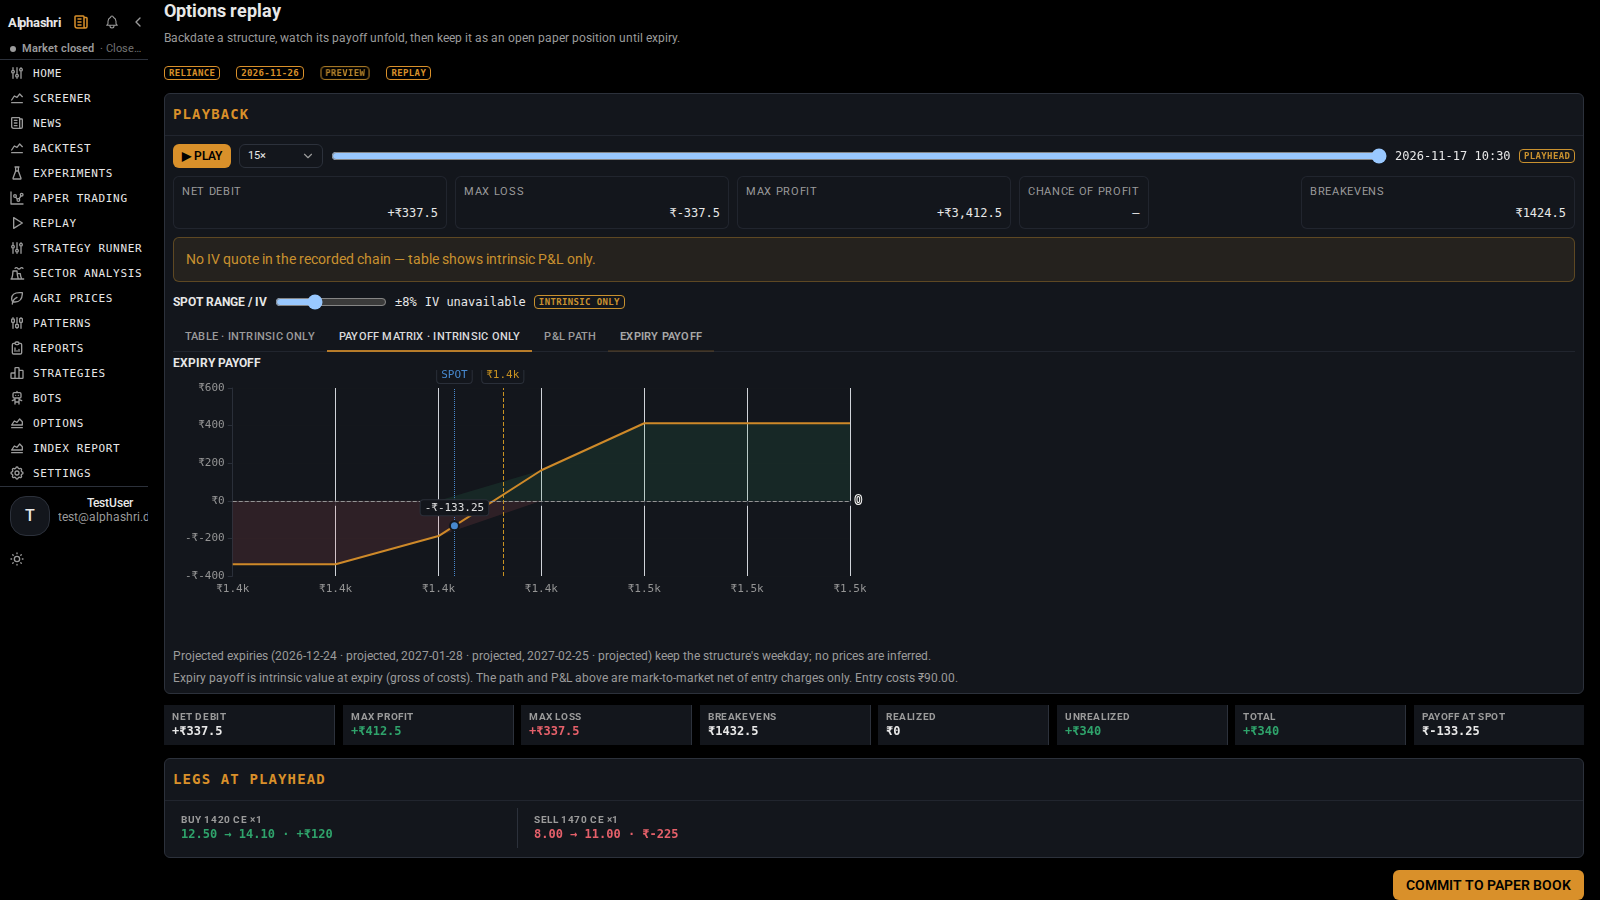 Alphashri
Market closed · Close…
HOME
SCREENER
NEWS
BACKTEST
EXPERIMENTS
PAPER TRADING
REPLAY
STRATEGY RUNNER
SECTOR ANALYSIS
AGRI PRICES
PATTERNS
REPORTS
STRATEGIES
BOTS
OPTIONS
INDEX REPORT
SETTINGS
T
TestUser
test@alphashri.c
Options replay
Backdate a structure, watch its payoff unfold, then keep it as an open paper position until expiry.
RELIANCE 2026-11-26 PREVIEW REPLAY
PLAYBACK
▶ PLAY 15× 2026-11-17 10:30 PLAYHEAD
NET DEBIT MAX LOSS MAX PROFIT CHANCE OF PROFIT BREAKEVENS
+₹337.5 ₹-337.5 +₹3,412.5 — ₹1424.5
No IV quote in the recorded chain — table shows intrinsic P&L only.
SPOT RANGE / IV ±8% IV unavailable INTRINSIC ONLY
TABLE · INTRINSIC ONLY PAYOFF MATRIX · INTRINSIC ONLY P&L PATH EXPIRY PAYOFF
EXPIRY PAYOFF
SPOT ₹1.4k
₹600
₹400
₹200
₹0
-₹-200
-₹-400
-₹-133.25
0
₹1.4k ₹1.4k ₹1.4k ₹1.4k ₹1.5k ₹1.5k ₹1.5k
Projected expiries (2026-12-24 · projected, 2027-01-28 · projected, 2027-02-25 · projected) keep the structure's weekday; no prices are inferred.
Expiry payoff is intrinsic value at expiry (gross of costs). The path and P&L above are mark-to-market net of entry charges only. Entry costs ₹90.00.
NET DEBIT MAX PROFIT MAX LOSS BREAKEVENS REALIZED UNREALIZED TOTAL PAYOFF AT SPOT
+₹337.5 +₹412.5 +₹337.5 ₹1432.5 ₹0 +₹340 +₹340 ₹-133.25
LEGS AT PLAYHEAD
BUY 1420 CE ×1 SELL 1470 CE ×1
12.50 → 14.10 · +₹120 8.00 → 11.00 · ₹-225
COMMIT TO PAPER BOOK